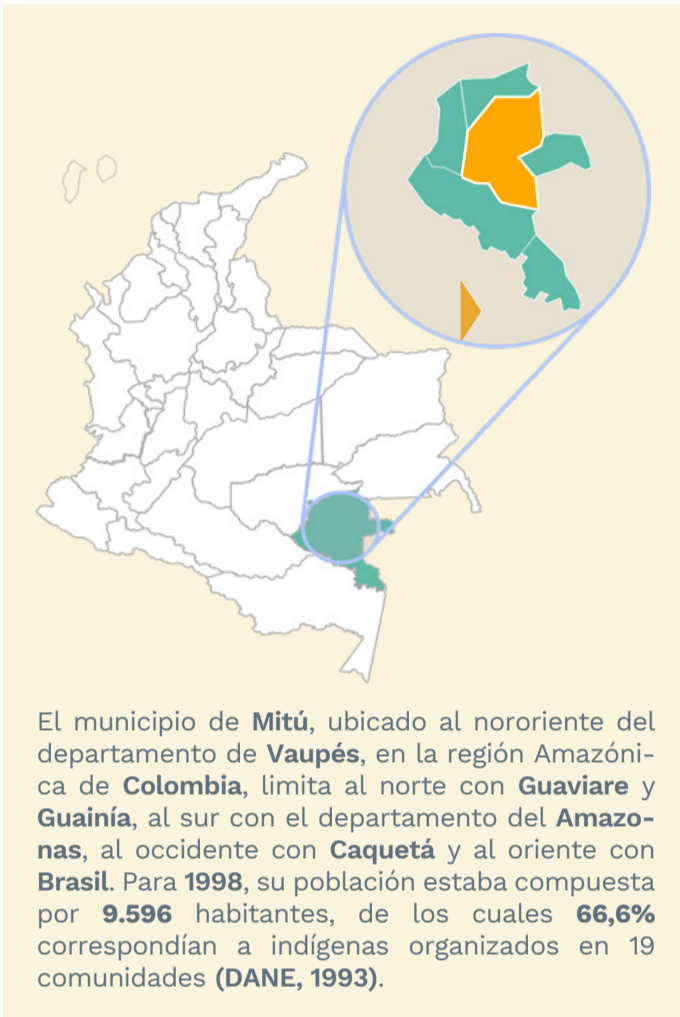 El municipio de Mitú, ubicado al nororiente del
departamento de Vaupés, en la región Amazóni-
ca de Colombia, limita al norte con Guaviare y
Guainía, al sur con el departamento del Amazo-
nas, al occidente con Caquetá y al oriente con
Brasil. Para 1998, su población estaba compuesta
por 9.596 habitantes, de los cuales 66,6%
correspondían a indígenas organizados en 19
comunidades (DANE, 1993).